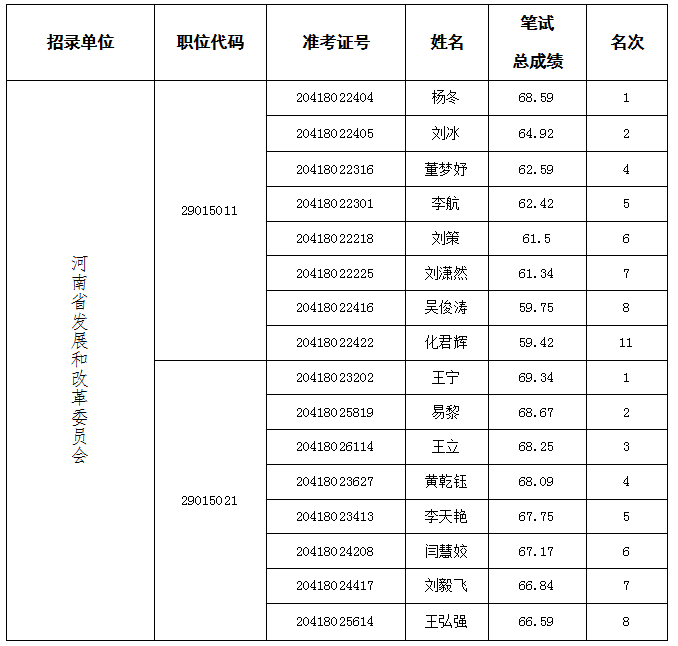 招录单位 职位代码 准考证号 姓名 笔试 总成绩 名次
河南省发展和改革委员会
29015011
20418022404 杨冬 68.59 1
20418022405 刘冰 64.92 2
20418022316 董梦妤 62.59 4
20418022301 李航 62.42 5
20418022218 刘策 61.5 6
20418022225 刘潇然 61.34 7
20418022416 吴俊涛 59.75 8
20418022422 化君辉 59.42 11
29015021
20418023202 王宁 69.34 1
20418025819 易黎 68.67 2
20418026114 王立 68.25 3
20418023627 黄乾钰 68.09 4
20418023413 李天艳 67.75 5
20418024208 闫慧姣 67.17 6
20418024417 刘毅飞 66.84 7
20418025614 王弘强 66.59 8